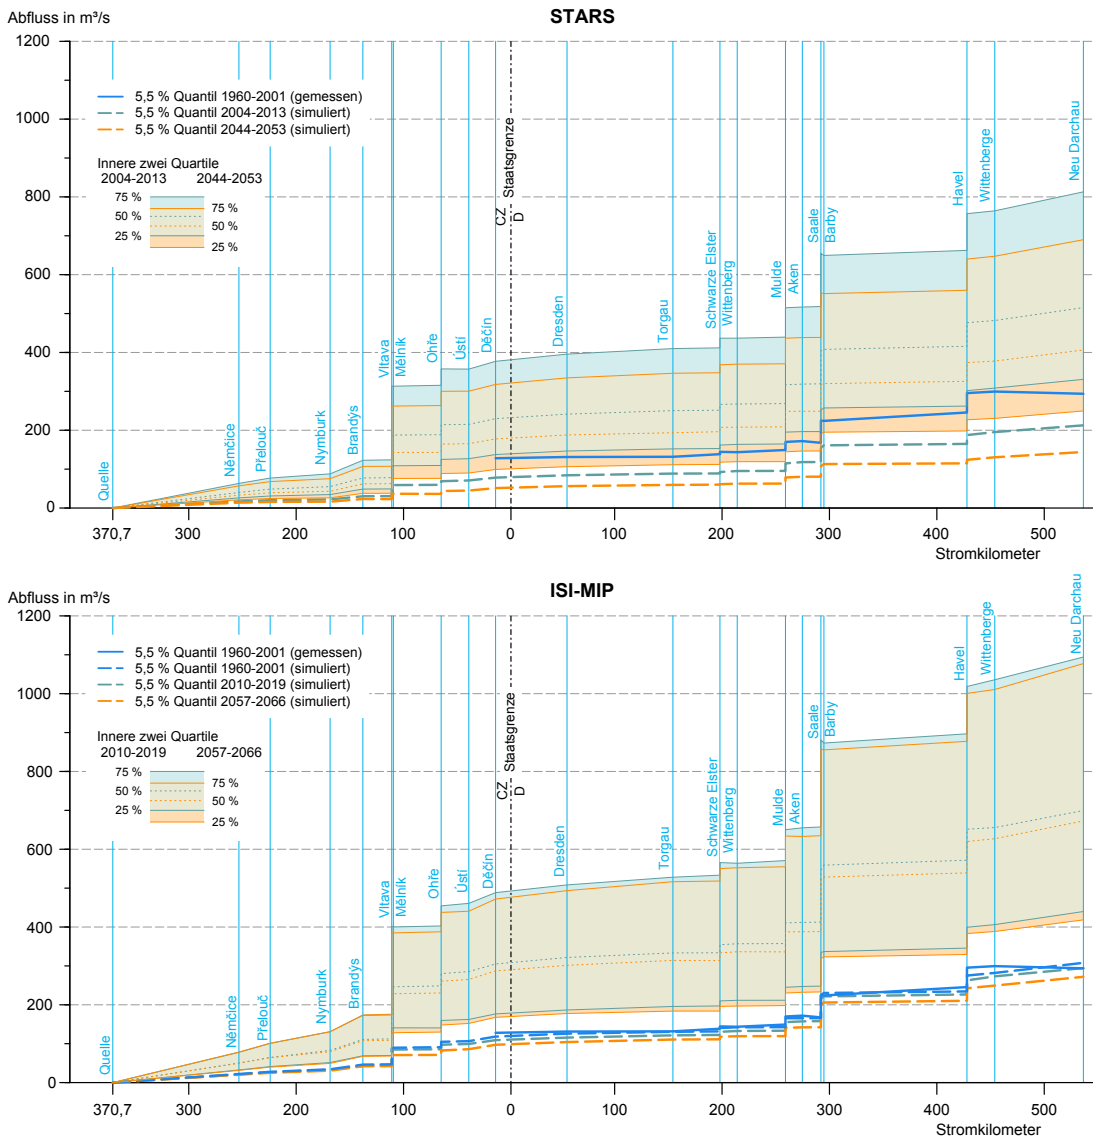 STARS
Abfluss in m³/s
1200
1000
800
600
400
200
0
5,5 % Quantil 1960-2001 (gemessen)
5,5 % Quantil 2004-2013 (simuliert)
5,5 % Quantil 2044-2053 (simuliert)
Innere zwei Quartile
2004-2013 2044-2053
75 %
75 %
50 %
50 %
25 %
25 %
Quelle
Němčice
Přelouč
Nymburk
Brandýs
Vltava
Mělník
Ohře
Ústí
Děčín
CZ
D
Staatsgrenze
Dresden
Torgau
Schwarze Elster
Wittenberg
Mulde
Aken
Saale
Barby
Havel
Wittenberge
Neu Darchau
370,7 300 200 100 0 100 200 300 400 500
Stromkilometer
ISI-MIP
Abfluss in m³/s
1200
1000
800
600
400
200
0
5,5 % Quantil 1960-2001 (gemessen)
5,5 % Quantil 1960-2001 (simuliert)
5,5 % Quantil 2010-2019 (simuliert)
5,5 % Quantil 2057-2066 (simuliert)
Innere zwei Quartile
2010-2019 2057-2066
75 %
75 %
50 %
50 %
25 %
25 %
Quelle
Němčice
Přelouč
Nymburk
Brandýs
Vltava
Mělník
Ohře
Ústí
Děčín
CZ
D
Staatsgrenze
Dresden
Torgau
Schwarze Elster
Wittenberg
Mulde
Aken
Saale
Barby
Havel
Wittenberge
Neu Darchau
370,7 300 200 100 0 100 200 300 400 500
Stromkilometer